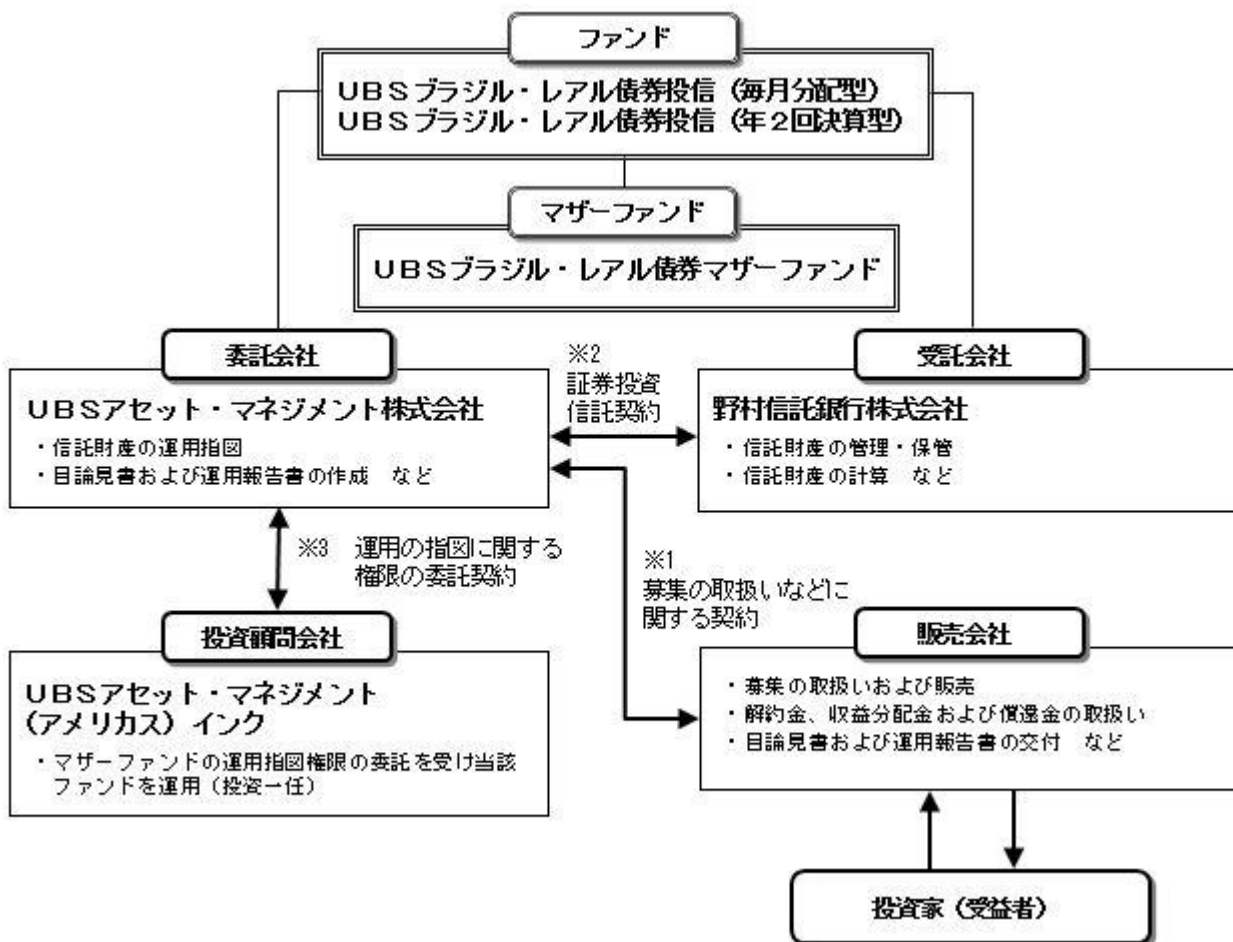 ファンド
UBSブラジル・レアル債券投信（毎月分配型）
UBSブラジル・レアル債券投信（年２回決算型）
マザーファンド
UBSブラジル・レアル債券マザーファンド
委託会社
UBSアセット・マネジメント株式会社
・信託財産の運用指図
・目論見書および運用報告書の作成　など
※2
証券投資
信託契約
受託会社
野村信託銀行株式会社
・信託財産の管理・保管
・信託財産の計算　など
※3　運用の指図に関する
権限の委託契約
※1
募集の取扱いなどに
関する契約
投資顧問会社
UBSアセット・マネジメント
（アメリカス）インク
・マザーファンドの運用指図権限の委託を受け当該
ファンドを運用（投資一任）
販売会社
・募集の取扱いおよび販売
・解約金、収益分配金および償還金の取扱い
・目論見書および運用報告書の交付　など
投資家（受益者）